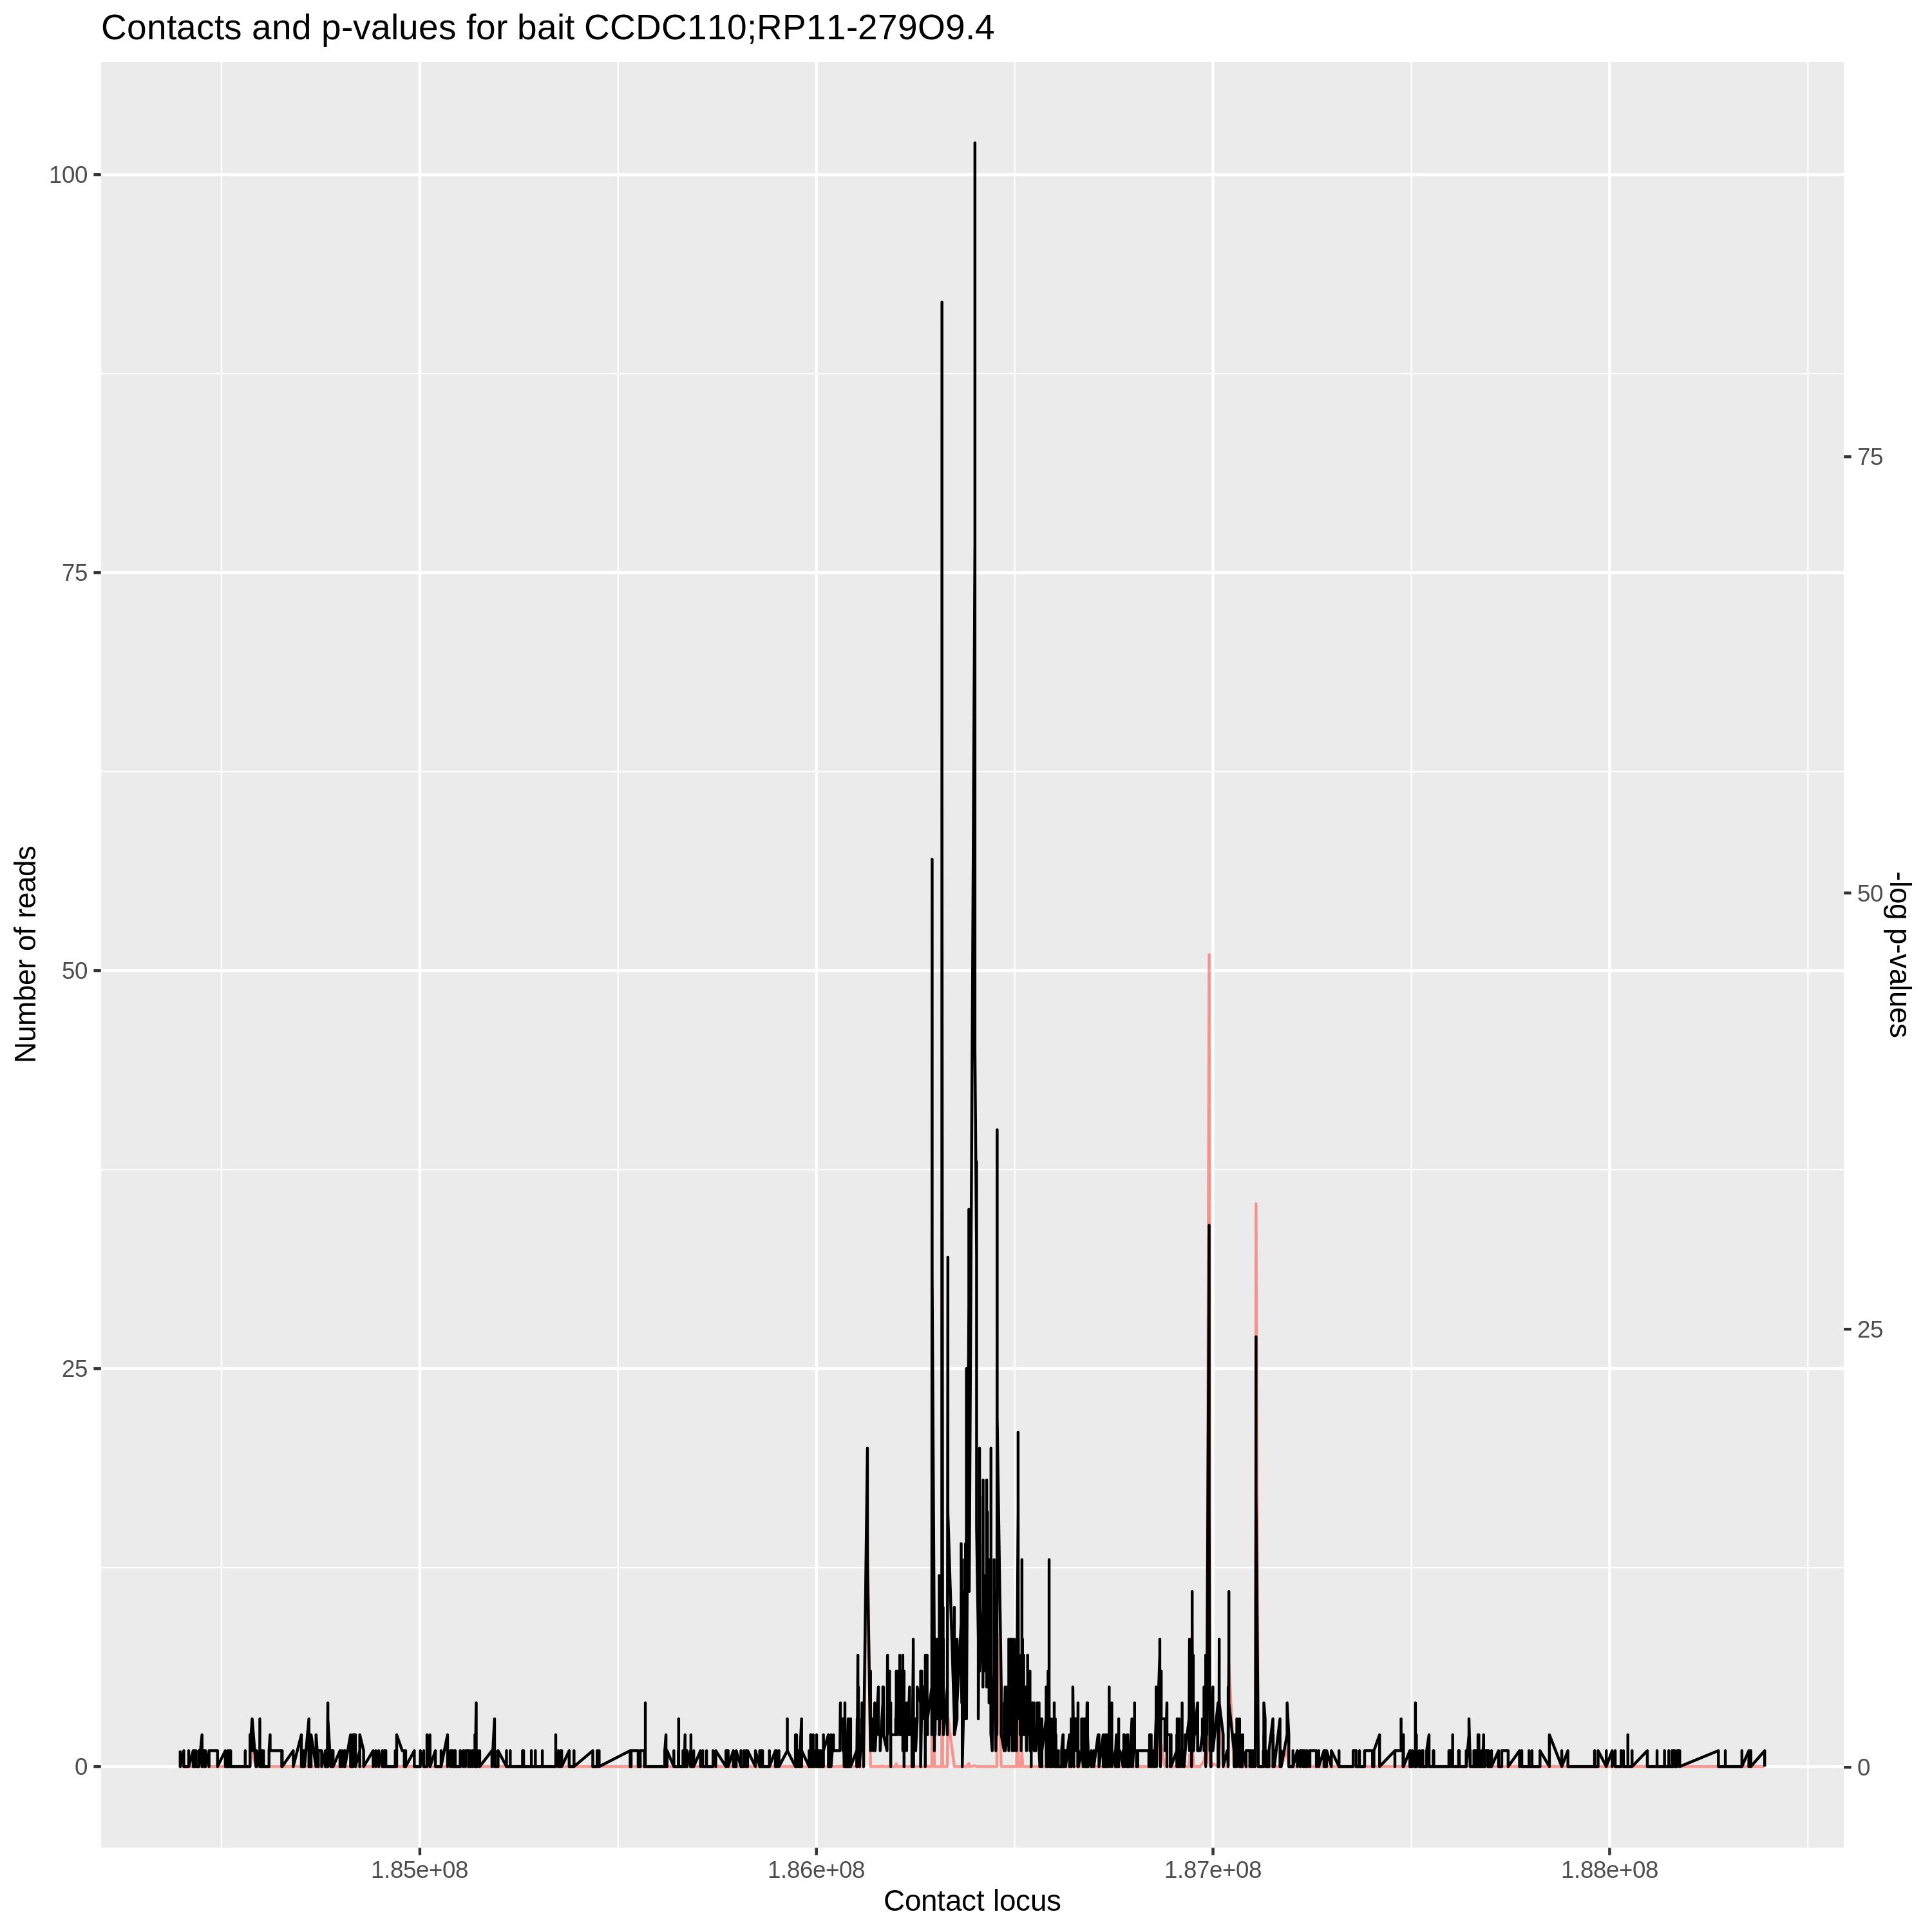 Contacts and p-values for bait CCDC110;RP11-279O9.4
100
75
50
25
0
Number of reads
75
50
25
0
-log p-values
1.85e+08
1.86e+08
1.87e+08
1.88e+08
Contact locus